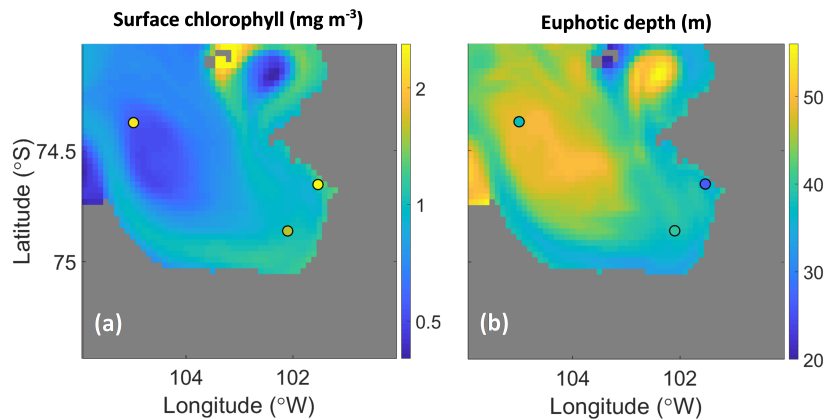 Surface chlorophyll (mg m⁻³)
Euphotic depth (m)
Latitude (°S)
74.5
75
2
1
0.5
50
40
30
20
(a)
(b)
104
102
104
102
Longitude (°W)
Longitude (°W)